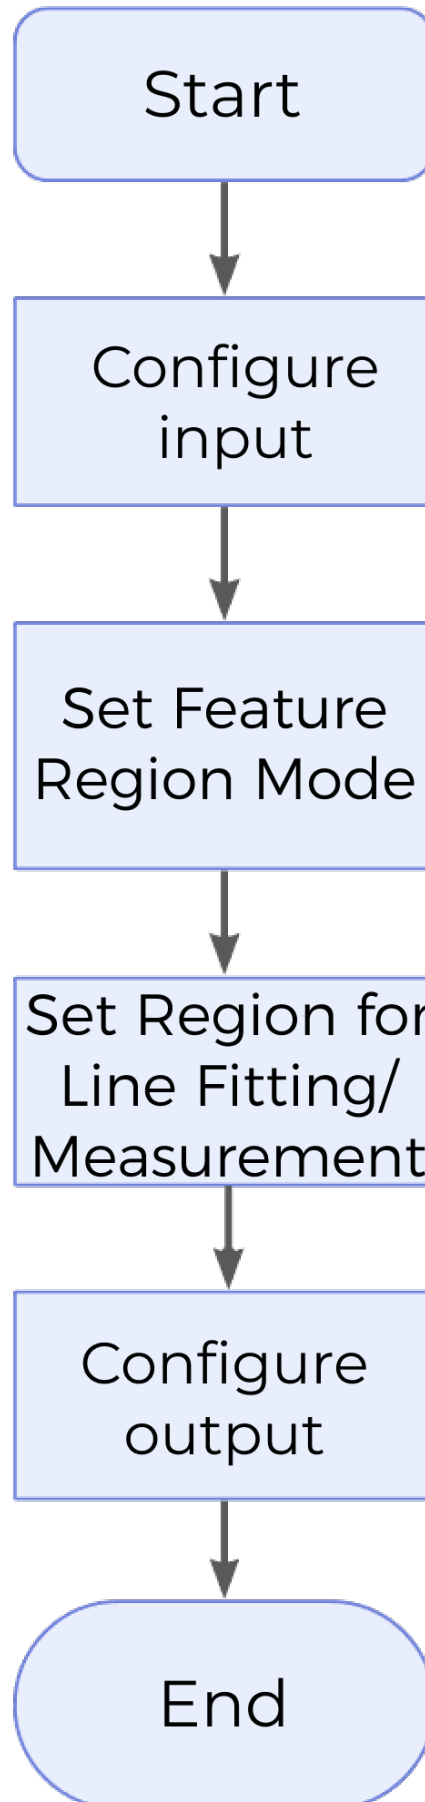 Start
Configure
input
Set Feature
Region Mode
Set Region for
Line Fitting/
Measurement
Configure
output
End